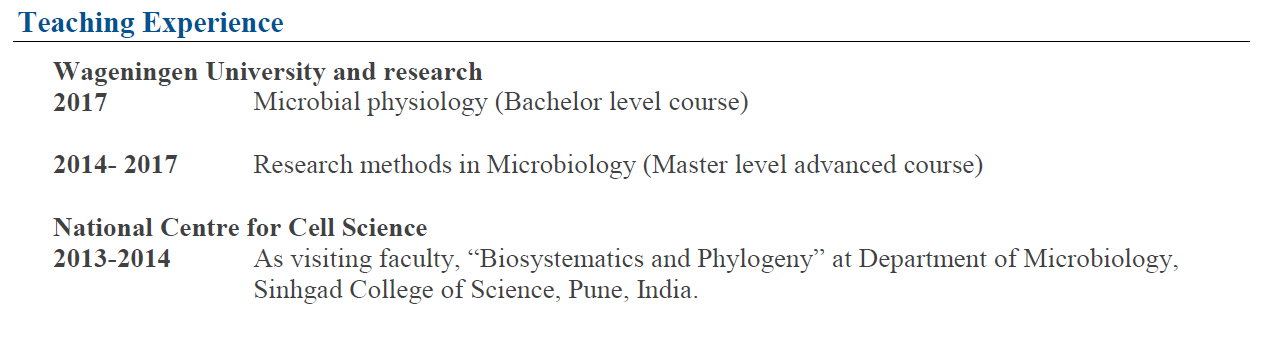 Teaching Experience
Wageningen University and research
2017 Microbial physiology (Bachelor level course)
2014- 2017 Research methods in Microbiology (Master level advanced course)
National Centre for Cell Science
2013-2014 As visiting faculty, “Biosystematics and Phylogeny” at Department of Microbiology,
Sinhgad College of Science, Pune, India.